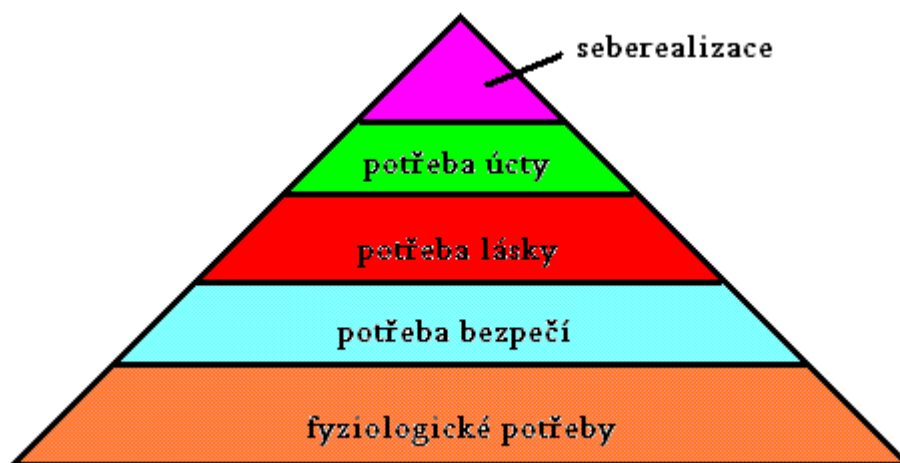 seberealizace
potřeba úcty
potřeba lásky
potřeba bezpečí
fyziologické potřeby